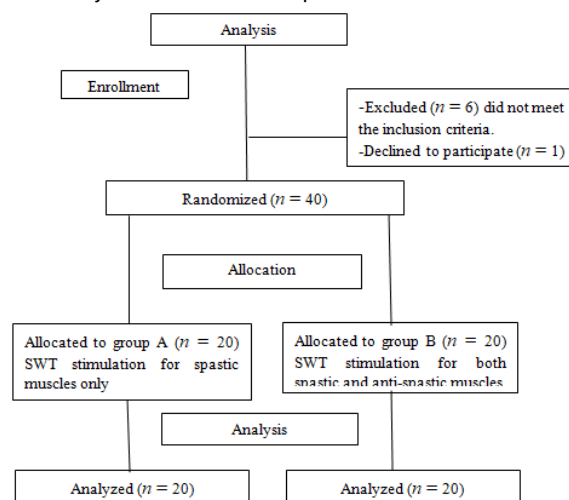 Analysis
Enrollment
-Excluded (n = 6) did not meet
the inclusion criteria.
-Declined to participate (n = 1)
Randomized (n = 40)
Allocation
Allocated to group A (n = 20)
SWT stimulation for spastic
muscles only
Allocated to group B (n = 20)
SWT stimulation for both
spastic and anti-spastic muscles
Analysis
Analyzed (n = 20)
Analyzed (n = 20)